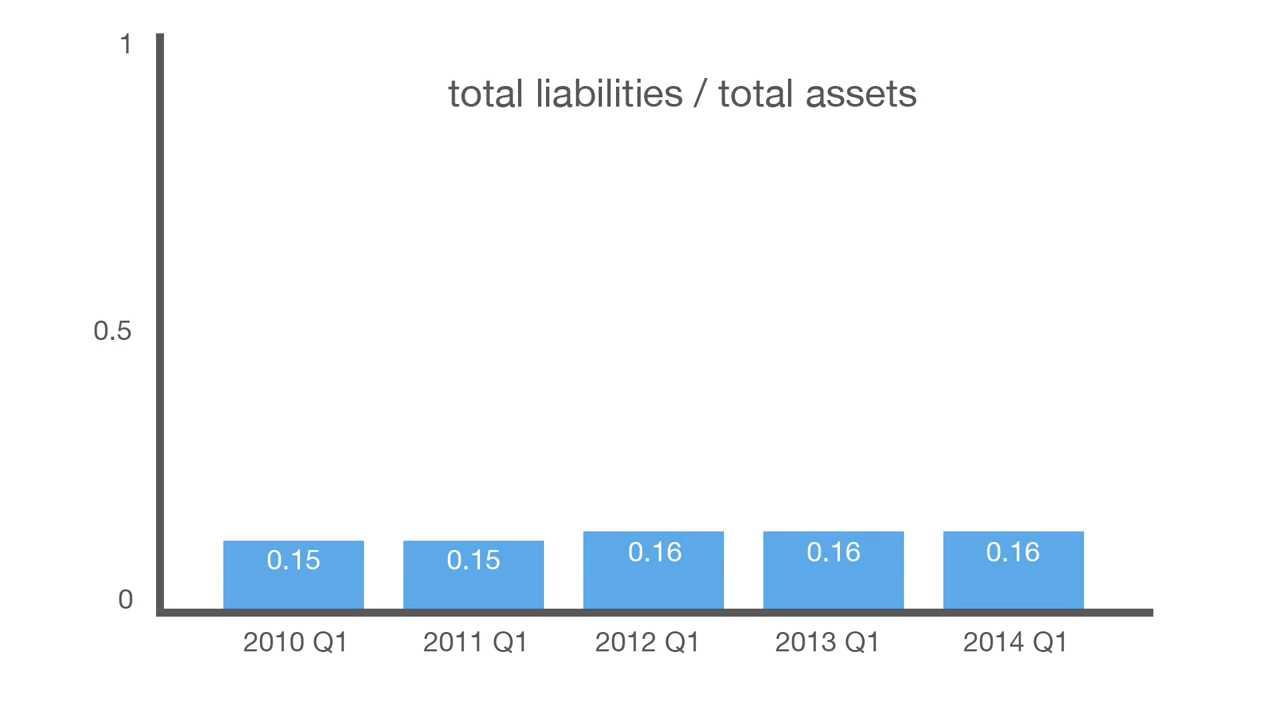 total liabilities / total assets
1
0.5
0
0.15
0.15
0.16
0.16
0.16
2010 Q1
2011 Q1
2012 Q1
2013 Q1
2014 Q1